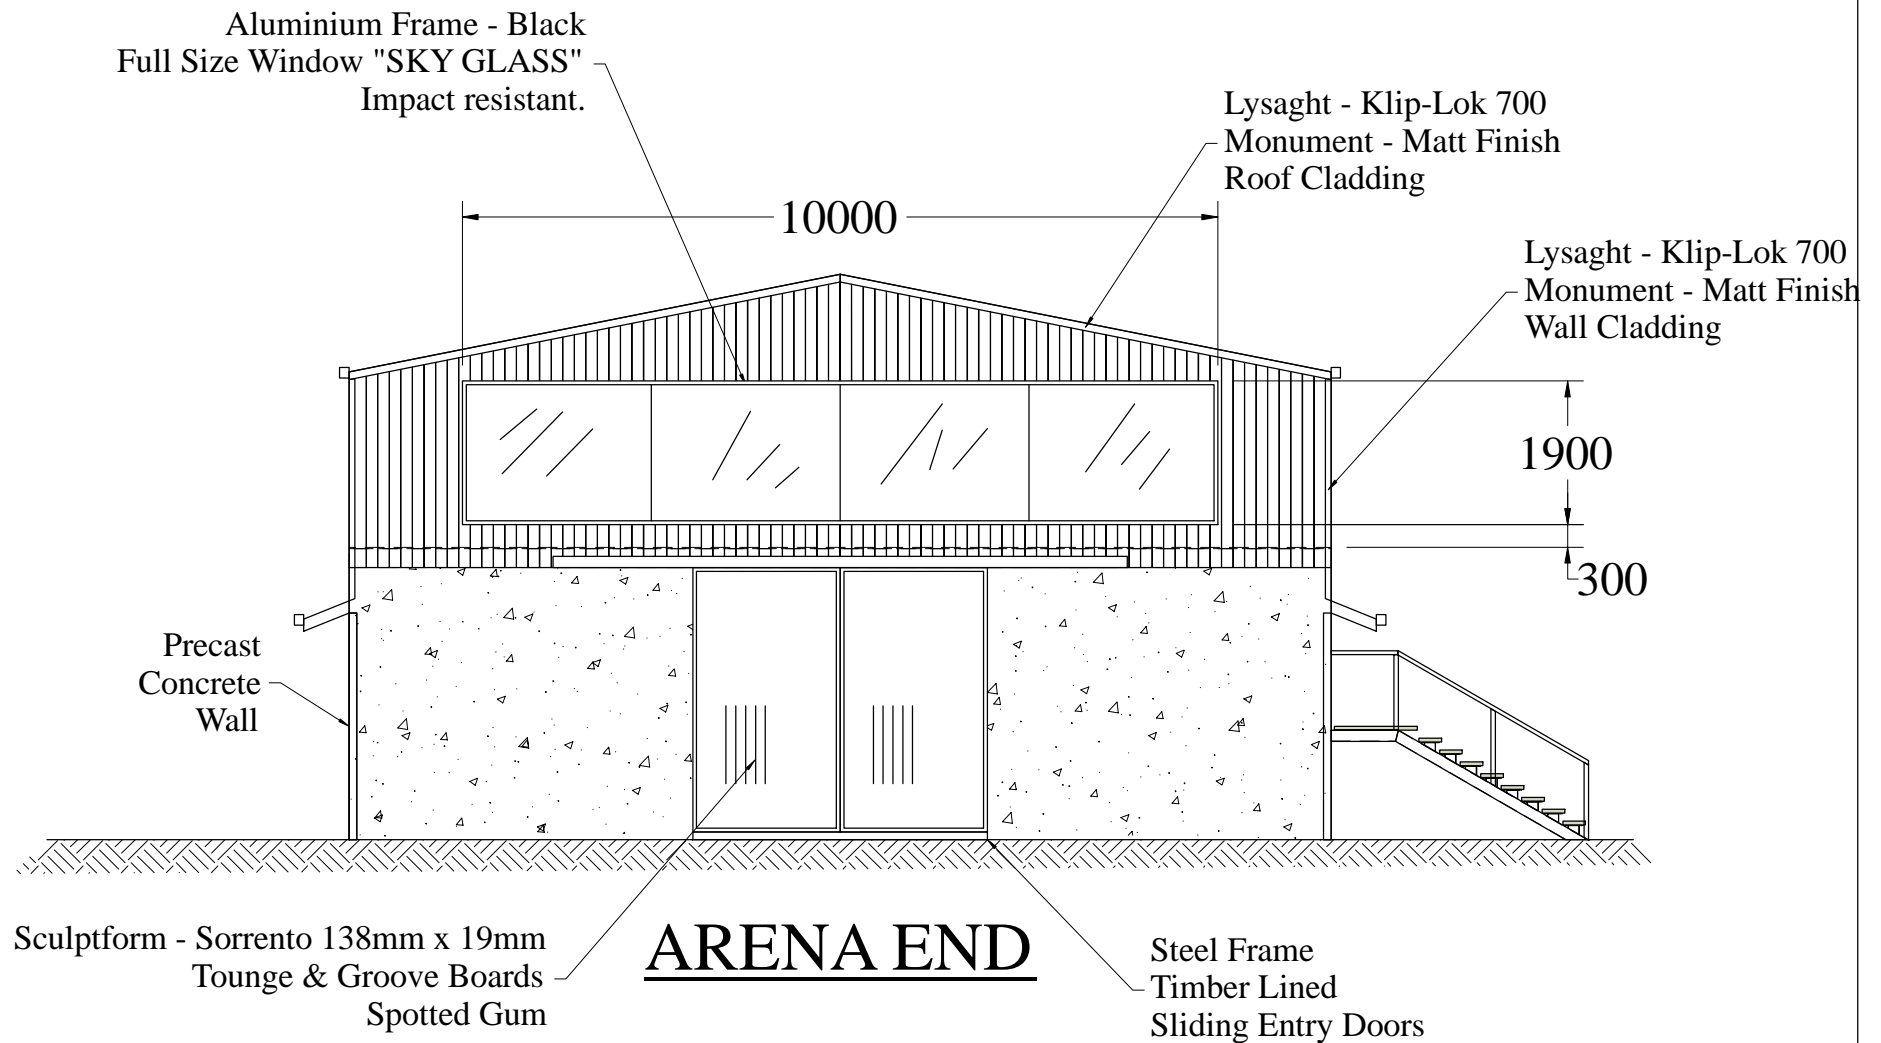 Aluminium Frame - Black
Full Size Window "SKY GLASS"
Impact resistant.
Lysaght - Klip-Lok 700
Monument - Matt Finish
Roof Cladding
10000
Lysaght - Klip-Lok 700
Monument - Matt Finish
Wall Cladding
1900
300
Precast
Concrete
Wall
Sculptform - Sorrento 138mm x 19mm
Tounge & Groove Boards
Spotted Gum
ARENA END
Steel Frame
Timber Lined
Sliding Entry Doors